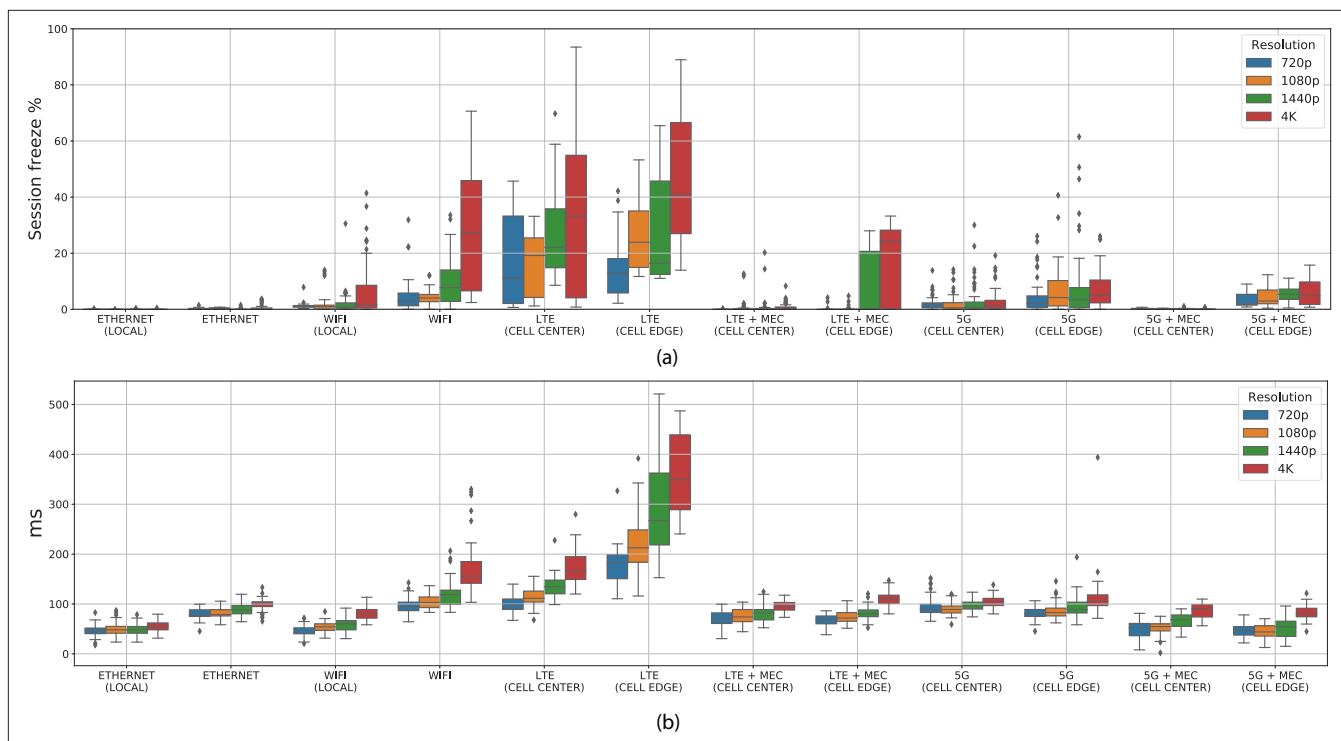 100
80
60
40
20
0
Session freeze %
Resolution
720p
1080p
1440p
4K
ETHERNET
(LOCAL)
ETHERNET
WIFI
(LOCAL)
WIFI
LTE
(CELL CENTER)
LTE
(CELL EDGE)
LTE + MEC
(CELL CENTER)
LTE + MEC
(CELL EDGE)
5G
(CELL CENTER)
5G
(CELL EDGE)
5G + MEC
(CELL CENTER)
5G + MEC
(CELL EDGE)
(a)
500
400
300
200
100
0
ms
Resolution
720p
1080p
1440p
4K
ETHERNET
(LOCAL)
ETHERNET
WIFI
(LOCAL)
WIFI
LTE
(CELL CENTER)
LTE
(CELL EDGE)
LTE + MEC
(CELL CENTER)
LTE + MEC
(CELL EDGE)
5G
(CELL CENTER)
5G
(CELL EDGE)
5G + MEC
(CELL CENTER)
5G + MEC
(CELL EDGE)
(b)